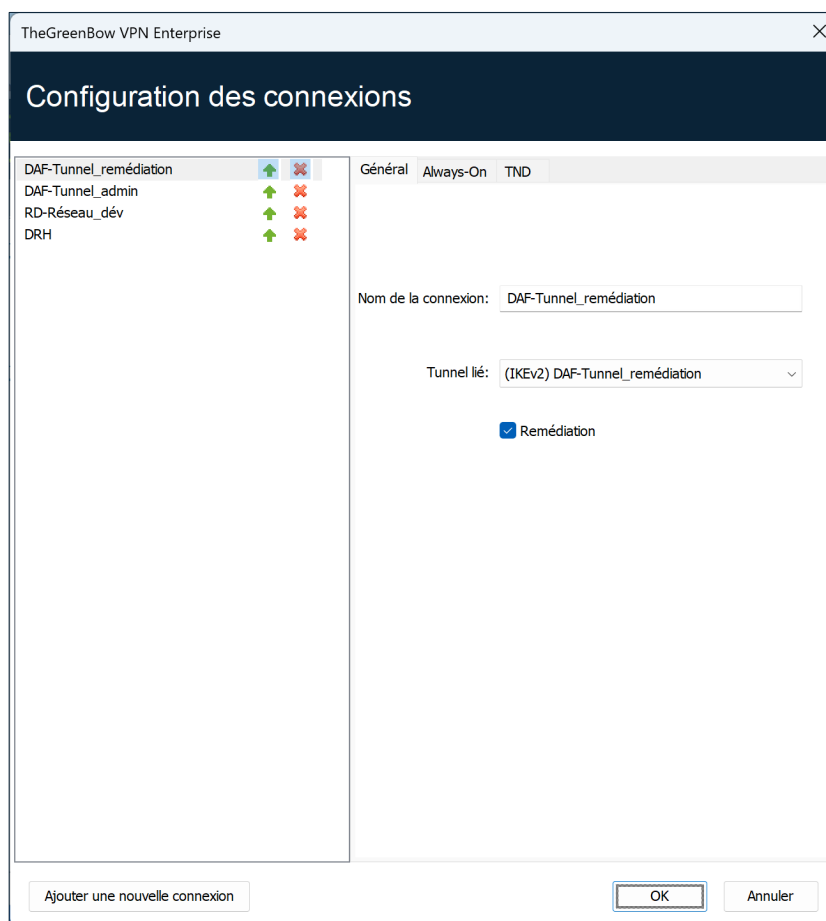 TheGreenBow VPN Enterprise
Configuration des connexions
DAF-Tunnel_remédiation
DAF-Tunnel_admin
RD-Réseau_dév
DRH
Général Always-On TND
Nom de la connexion: DAF-Tunnel_remédiation
Tunnel lié: (IKEv2) DAF-Tunnel_remédiation
Remédiation
Ajouter une nouvelle connexion OK Annuler